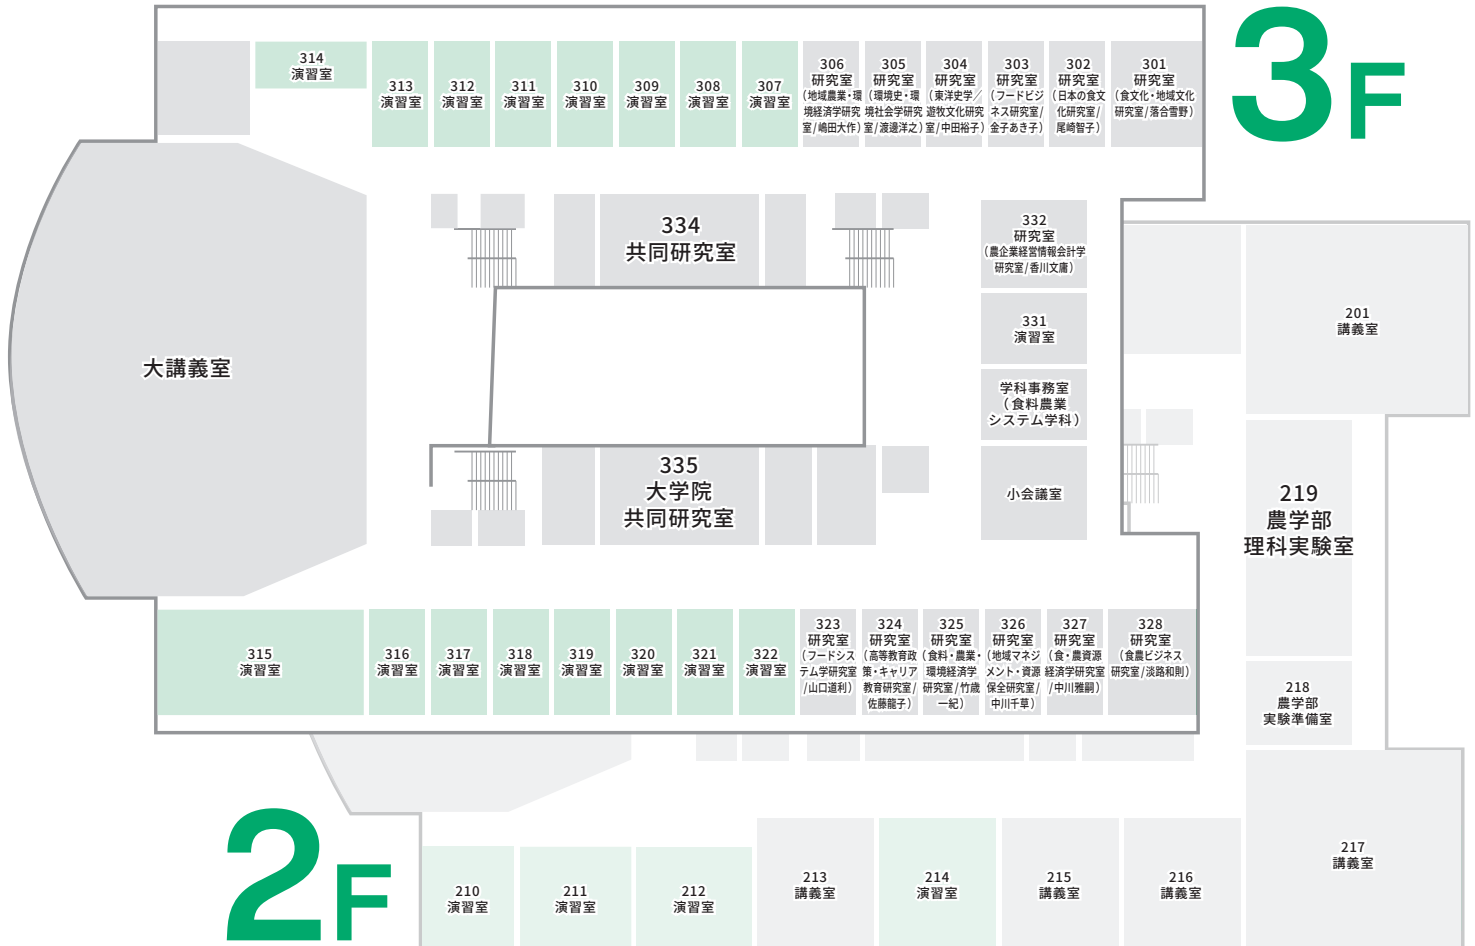 3F
314
演習室
313
演習室
312
演習室
311
演習室
310
演習室
309
演習室
308
演習室
307
演習室
306
研究室
（地域農業・環
境経済学研究
室/嶋田大作）
305
研究室
（環境史・環
境社会学研究
室/渡邊洋之）
304
研究室
（東洋史学／
遊牧文化研究
室/中田裕子）
303
研究室
（フードビジ
ネス研究室/
金子あき子）
302
研究室
（日本の食文
化研究室/
尾崎智子）
301
研究室
（食文化・地域文化
研究室/落合雪野）
334
共同研究室
332
研究室
（農企業経営情報会計学
研究室/香川文庸）
331
演習室
学科事務室
（食料農業
システム学科）
小会議室
大講義室
335
大学院
共同研究室
201
講義室
219
農学部
理科実験室
218
農学部
実験準備室
217
講義室
315
演習室
316
演習室
317
演習室
318
演習室
319
演習室
320
演習室
321
演習室
322
演習室
323
研究室
（フードシス
テム学研究室
/山口道利）
324
研究室
（高等教育政
策・キャリア
教育研究室/
佐藤龍子）
325
研究室
（食料・農業・
環境経済学
研究室/竹歳
一紀）
326
研究室
（地域マネジ
メント・資源
保全研究室/
中川千草）
327
研究室
（食・農資源
経済学研究室
/中川雅嗣）
328
研究室
（食農ビジネス
研究室/淡路和則）
2F
210
演習室
211
演習室
212
演習室
213
講義室
214
演習室
215
講義室
216
講義室